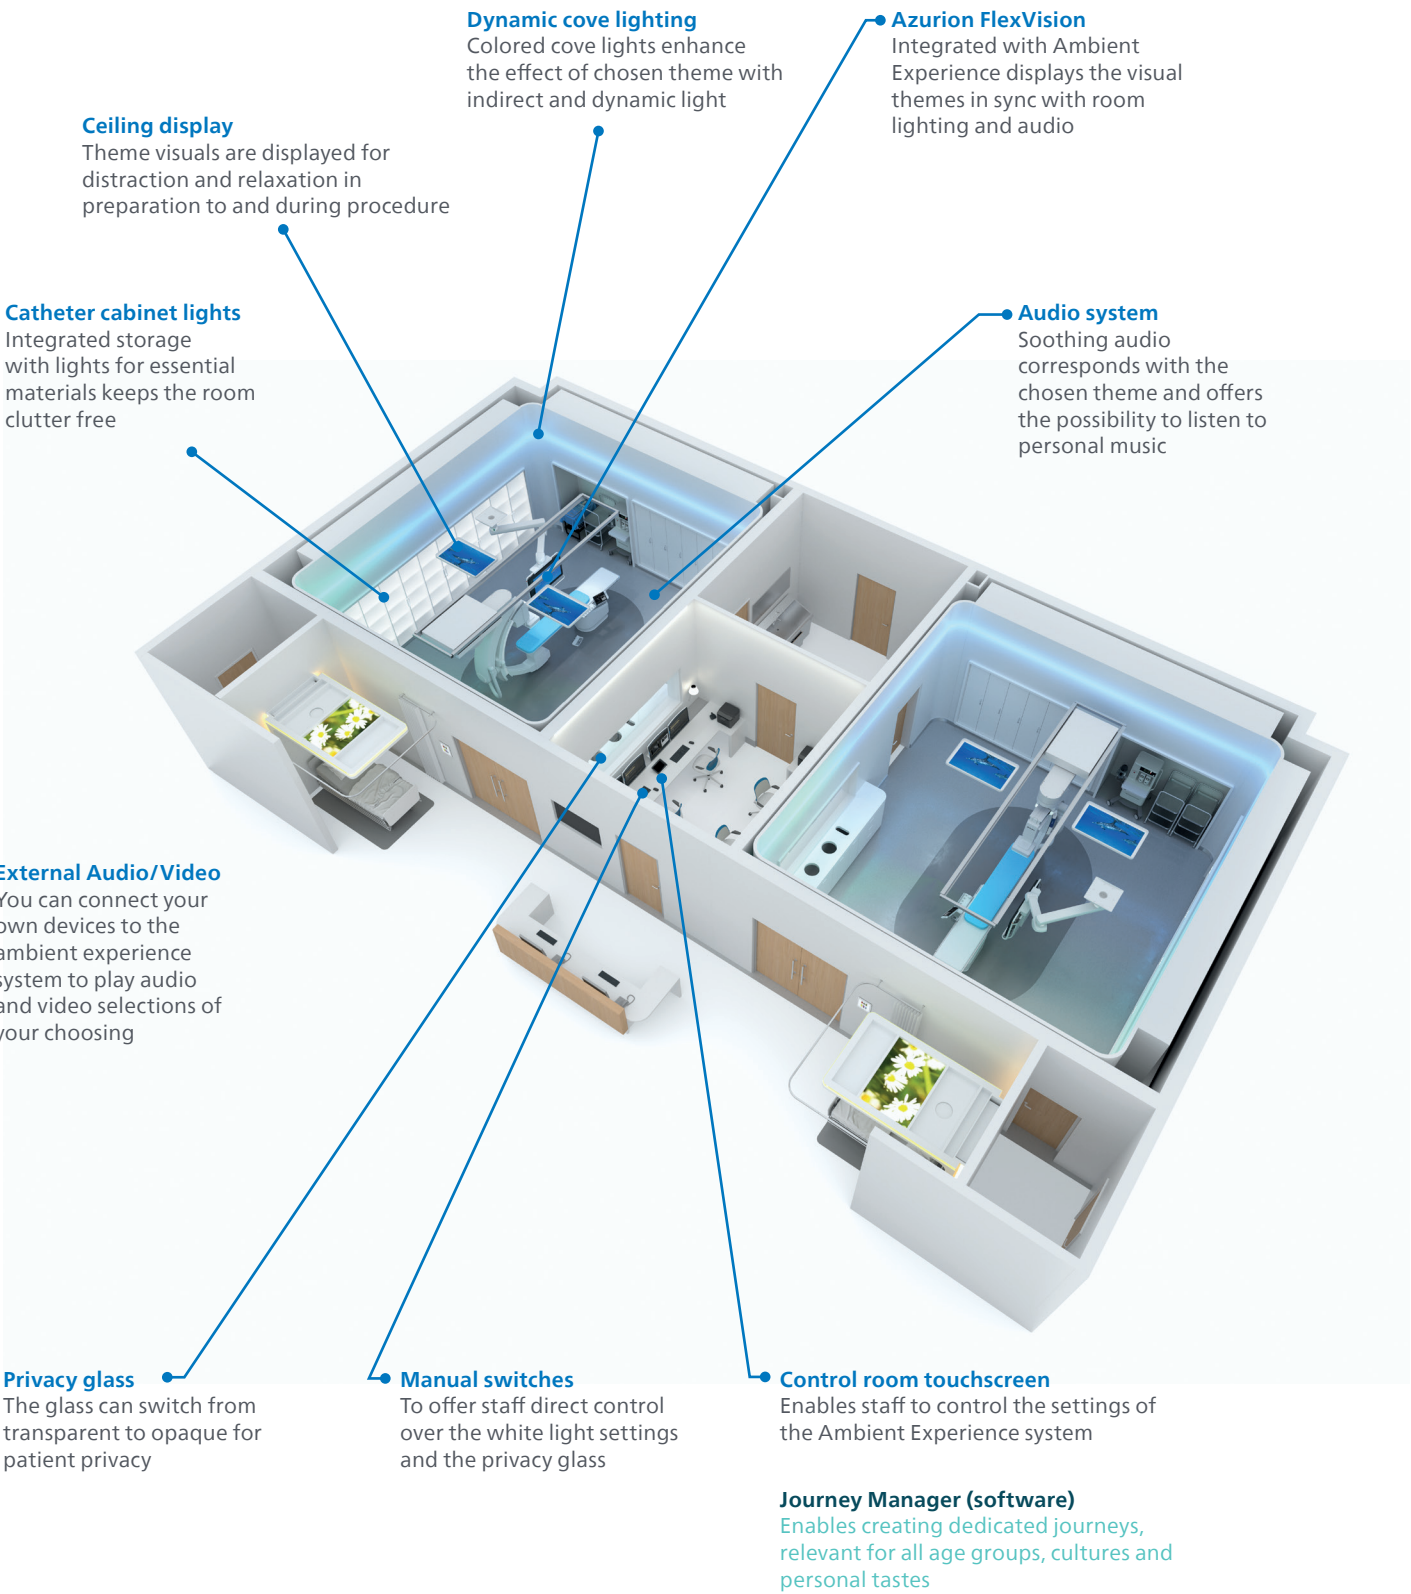 Dynamic cove lighting
Colored cove lights enhance
the effect of chosen theme with
indirect and dynamic light
Azurion FlexVision
Integrated with Ambient
Experience displays the visual
themes in sync with room
lighting and audio
Ceiling display
Theme visuals are displayed for
distraction and relaxation in
preparation to and during procedure
Catheter cabinet lights
Integrated storage
with lights for essential
materials keeps the room
clutter free
Audio system
Soothing audio
corresponds with the
chosen theme and offers
the possibility to listen to
personal music
External Audio/Video
You can connect your
own devices to the
ambient experience
system to play audio
and video selections of
your choosing
Privacy glass
The glass can switch from
transparent to opaque for
patient privacy
Manual switches
To offer staff direct control
over the white light settings
and the privacy glass
Control room touchscreen
Enables staff to control the settings of
the Ambient Experience system
Journey Manager (software)
Enables creating dedicated journeys,
relevant for all age groups, cultures and
personal tastes